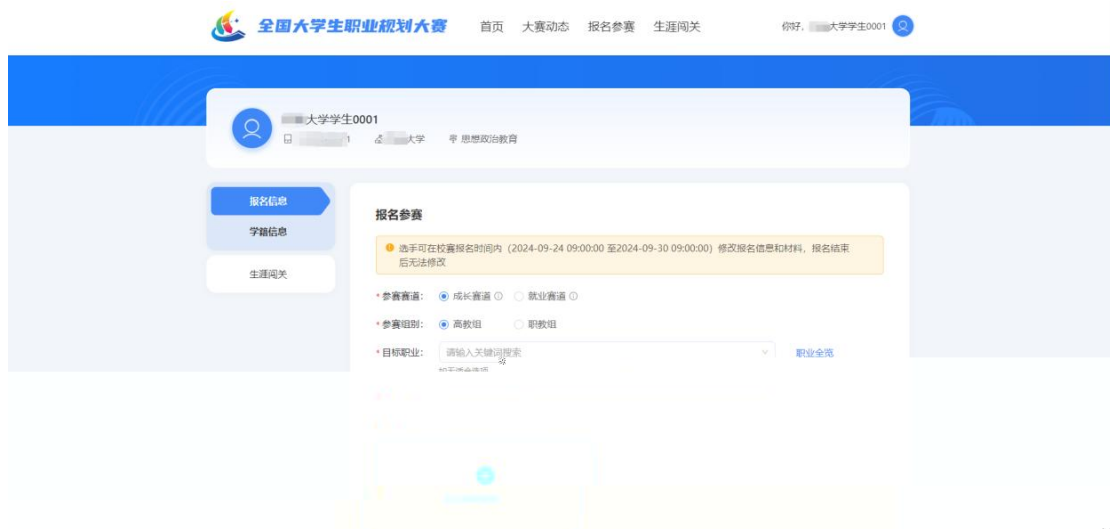 全国大学生职业规划大赛 首页 大赛动态 报名参赛 生涯闯关 你好, 大学学生0001
大学学生0001
1 大学 思想政治教育
报名信息
学籍信息
生涯闯关
报名参赛
选手可在校赛报名时间内 (2024-09-24 09:00:00 至2024-09-30 09:00:00) 修改报名信息和材料, 报名结束
后无法修改
* 参赛赛道: 成长赛道 就业赛道
* 参赛组别: 高教组 职教组
* 目标职业: 请输入关键词搜索 职业全览